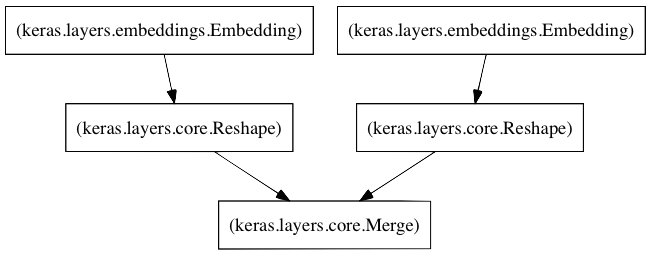 (keras.layers.embeddings.Embedding)
(keras.layers.embeddings.Embedding)
(keras.layers.core.Reshape)
(keras.layers.core.Reshape)
(keras.layers.core.Merge)